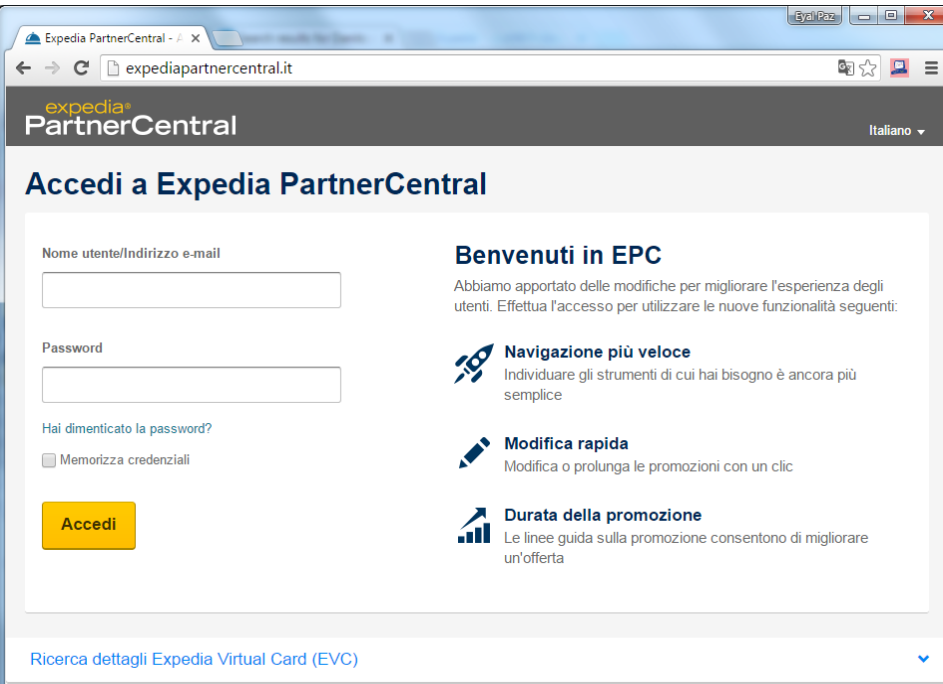 Eyal Paz
Expedia PartnerCentral - A
expediapartnercentral.it
expedia®
PartnerCentral
Italiano
Accedi a Expedia PartnerCentral
Nome utente/Indirizzo e-mail
Password
Hai dimenticato la password?
Memorizza credenziali
Accedi
Benvenuti in EPC
Abbiamo apportato delle modifiche per migliorare l'esperienza degli
utenti. Effettua l'accesso per utilizzare le nuove funzionalità seguenti:
Navigazione più veloce
Individuare gli strumenti di cui hai bisogno è ancora più
semplice
Modifica rapida
Modifica o prolunga le promozioni con un clic
Durata della promozione
Le linee guida sulla promozione consentono di migliorare
un'offerta
Ricerca dettagli Expedia Virtual Card (EVC)